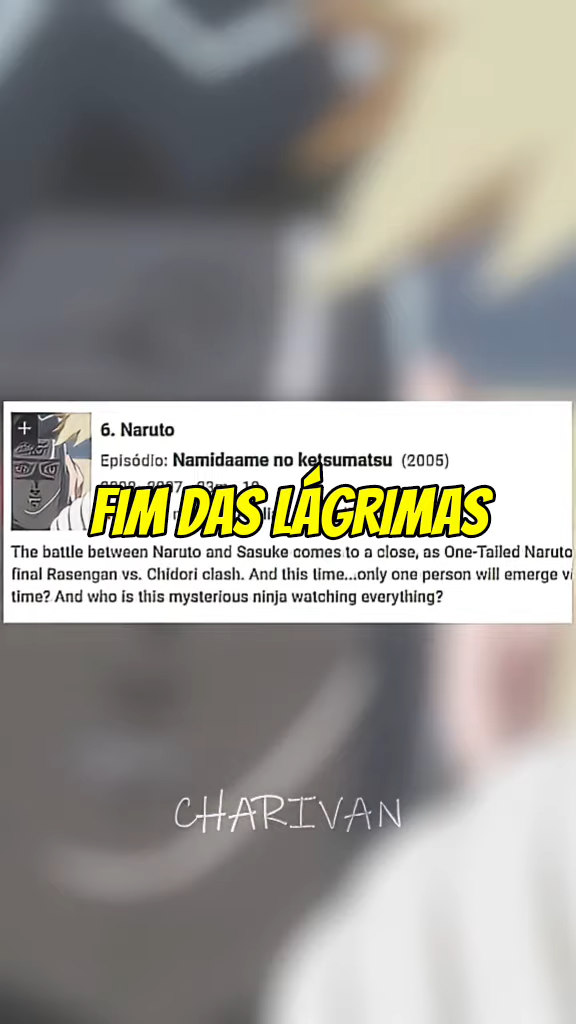 6. Naruto
Episódio: Namidaame no ketsumatsu (2005)
FIM DAS LÁGRIMAS
The battle between Naruto and Sasuke comes to a close, as One-Tailed Naruto
final Rasengan vs. Chidori clash. And this time...only one person will emerge
time? And who is this mysterious ninja watching everything?
CHARIVAN